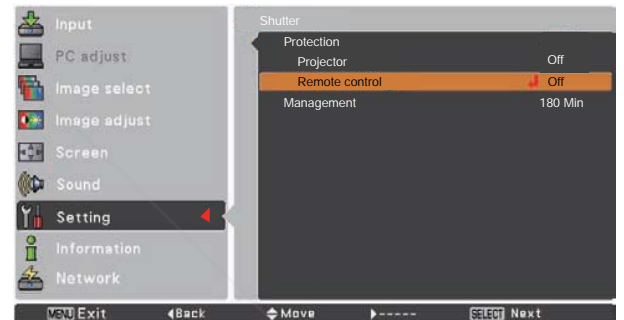 Input
PC adjust
Image select
Image adjust
Screen
Sound
Setting
Information
Network
Shutter
Protection
Projector Off
Remote control Off
Management 180 Min
MENU Exit Back Move ----- SELECT Next